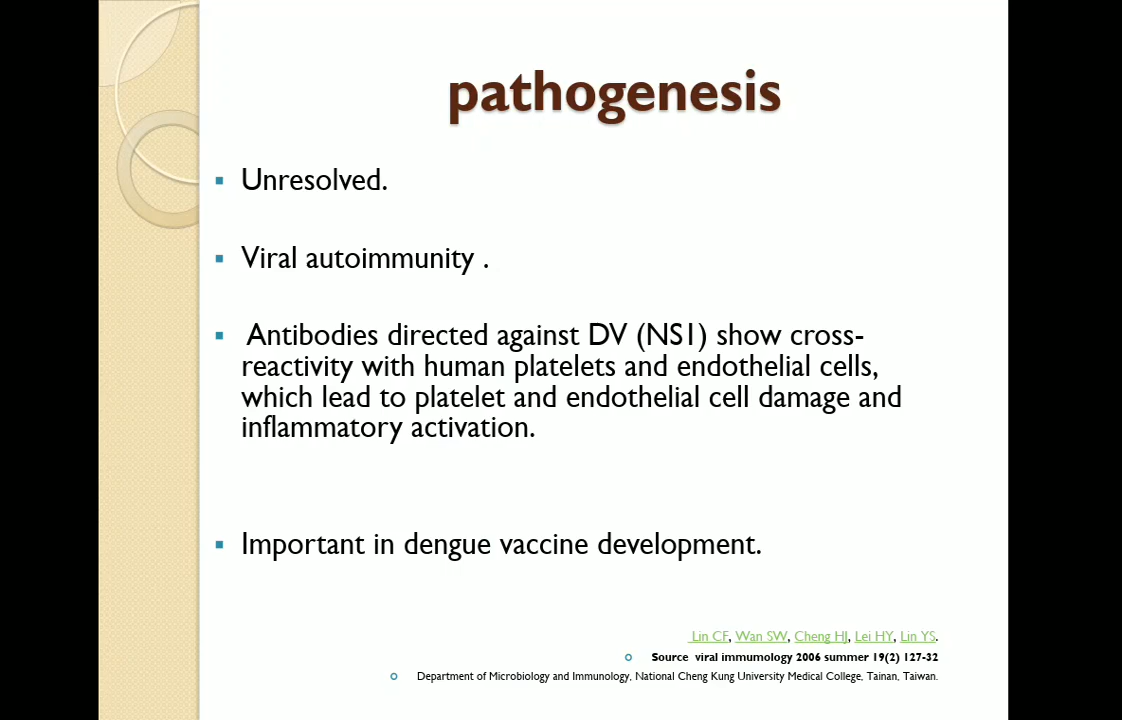 pathogenesis
Unresolved.
Viral autoimmunity .
Antibodies directed against DV (NS1) show cross-
reactivity with human platelets and endothelial cells,
which lead to platelet and endothelial cell damage and
inflammatory activation.
Important in dengue vaccine development.
Lin CF, Wan SW, Cheng HJ, Lei HY, Lin YS.
Source viral immumology 2006 summer 19(2) 127-32
Department of Microbiology and Immunology, National Cheng Kung University Medical College, Tainan, Taiwan.